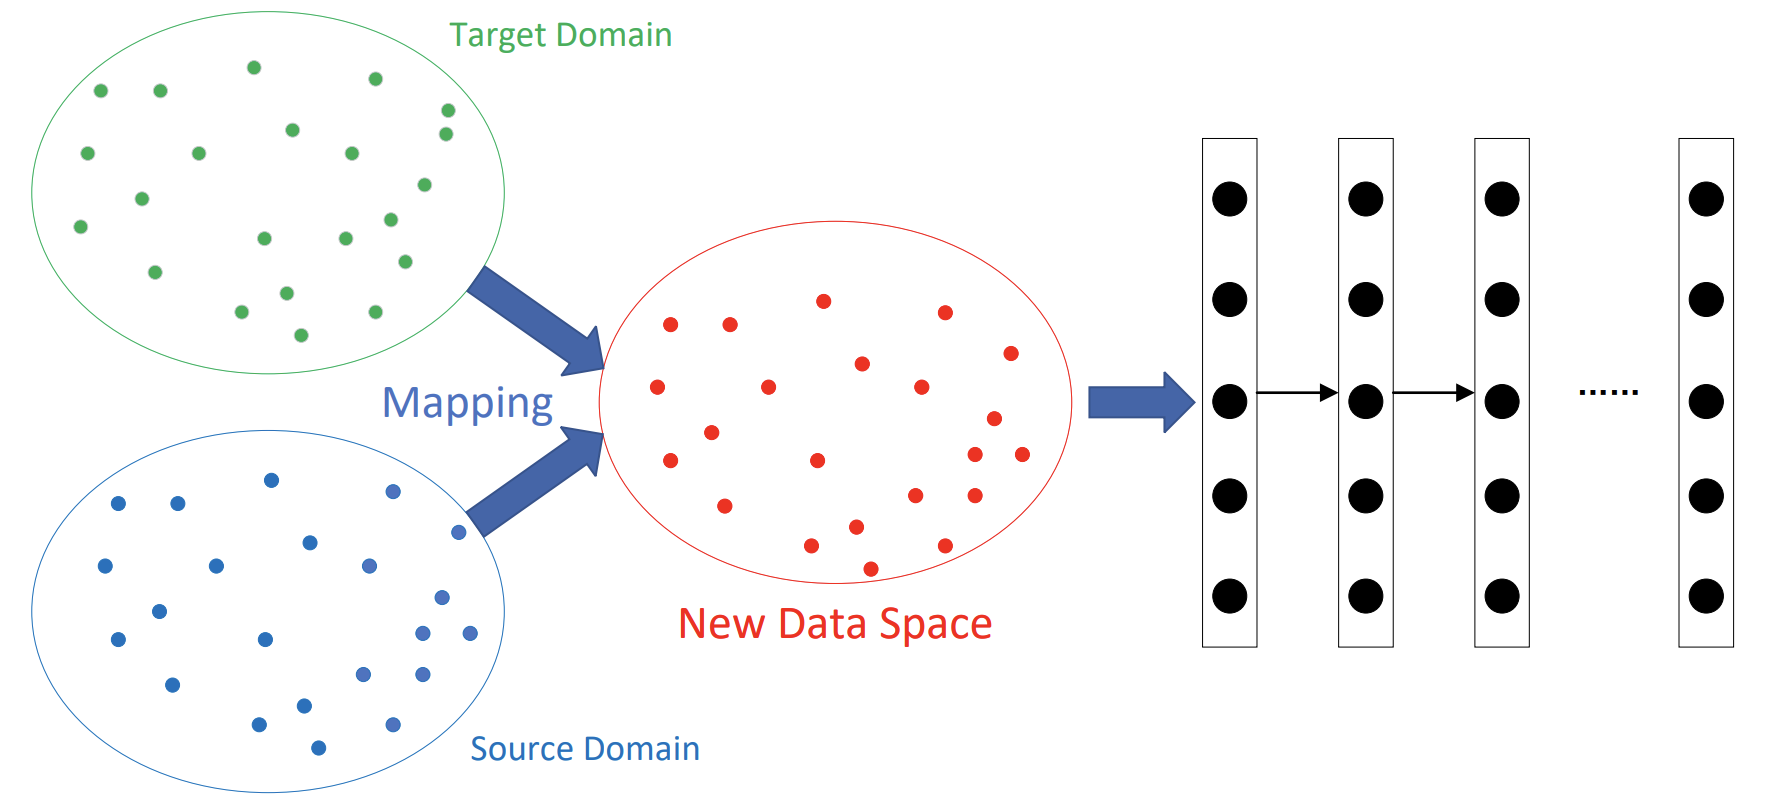 Target Domain
Mapping
New Data Space
......
Source Domain